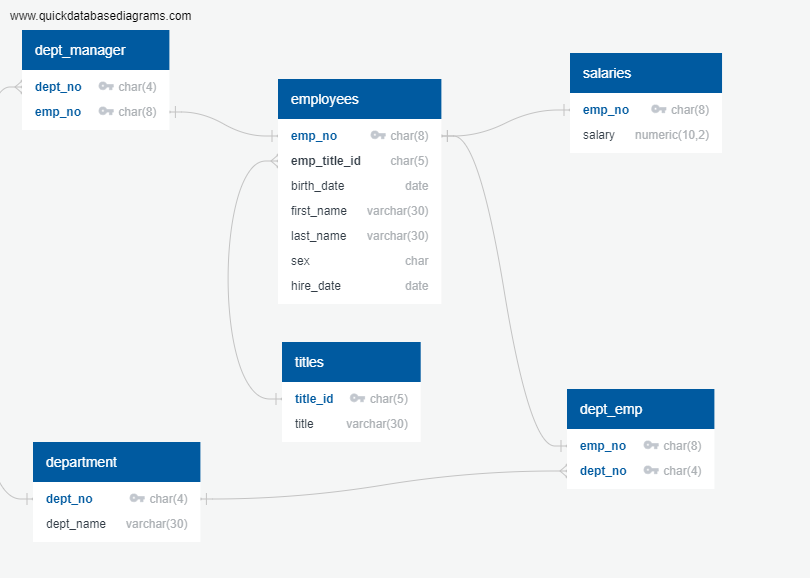 www.quickdatabasediagrams.com
dept_manager
dept_no char(4)
emp_no char(8)
employees
emp_no char(8)
emp_title_id char(5)
birth_date date
first_name varchar(30)
last_name varchar(30)
sex char
hire_date date
salaries
emp_no char(8)
salary numeric(10,2)
titles
title_id char(5)
title varchar(30)
department
dept_no char(4)
dept_name varchar(30)
dept_emp
emp_no char(8)
dept_no char(4)